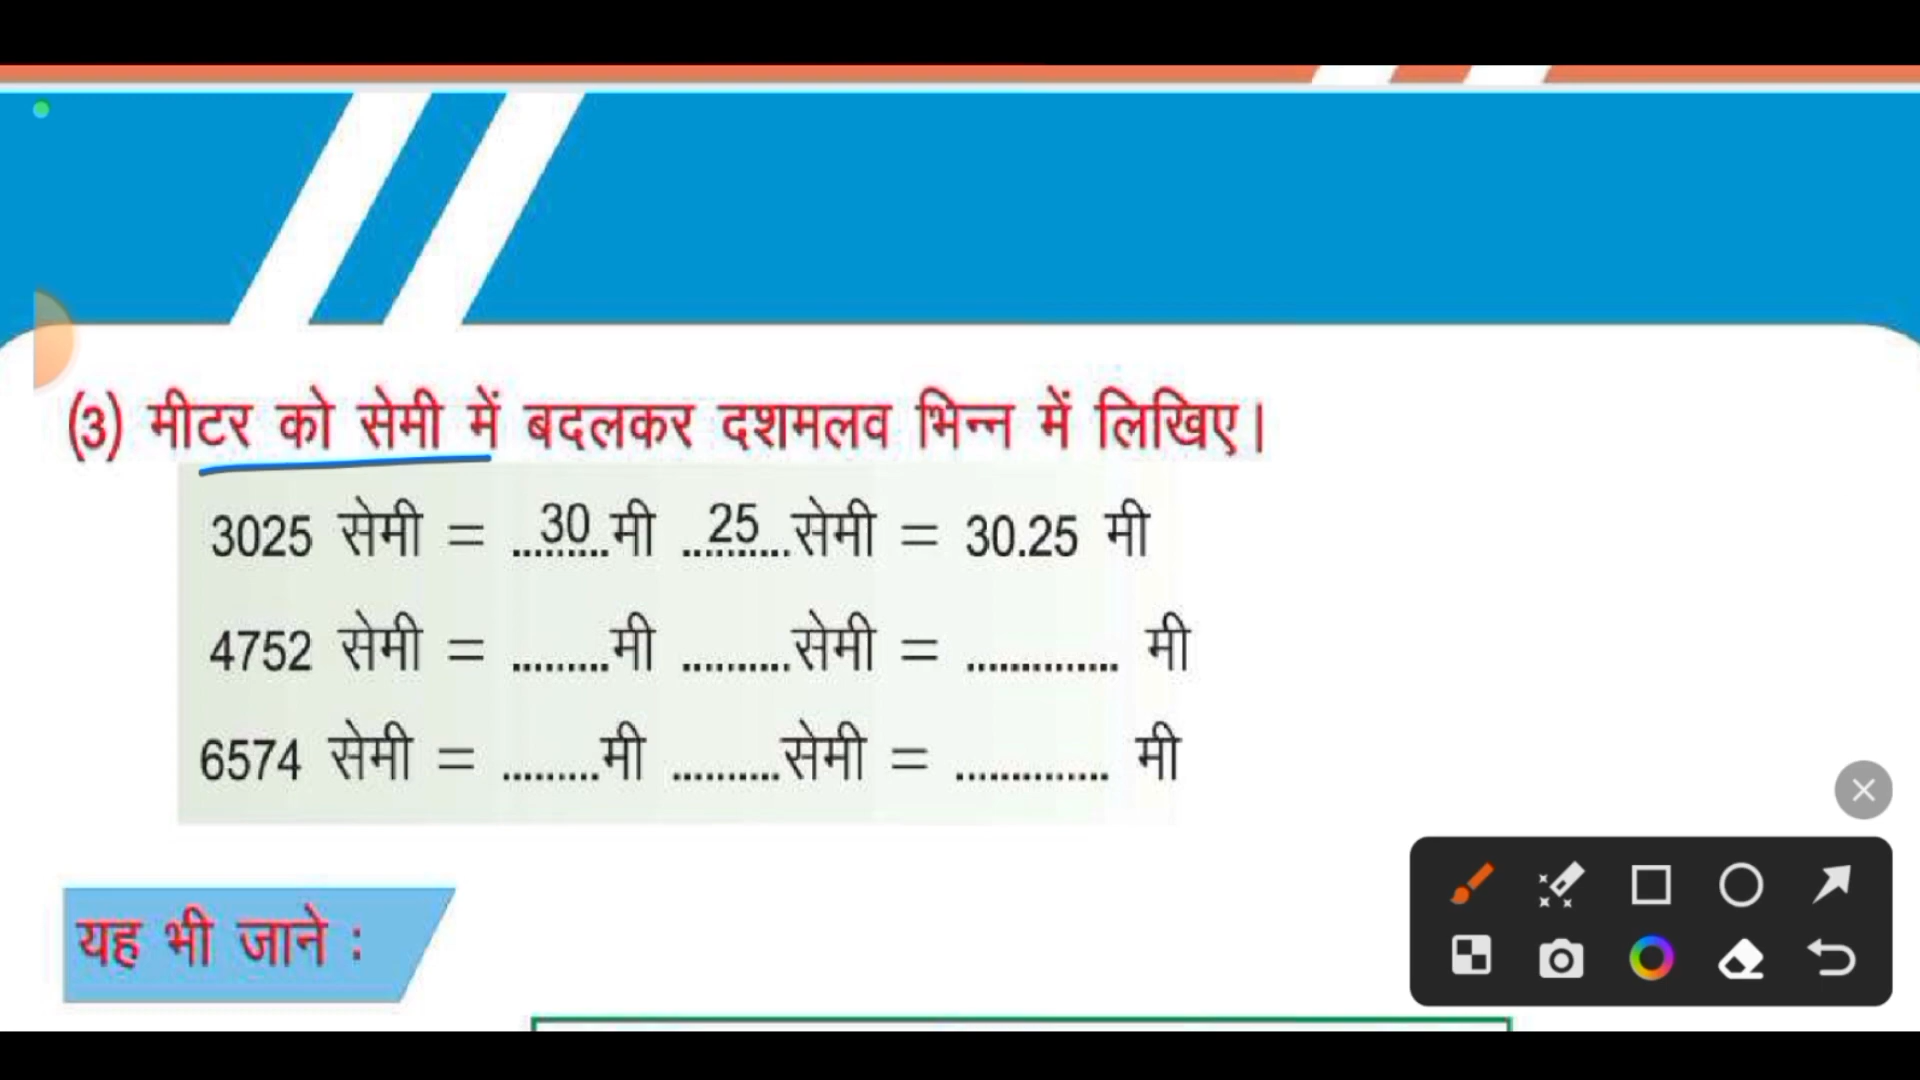 (3) मीटर को सेमी में बदलकर दशमलव भिन्न में लिखिए।
3025 सेमी = ...30...मी ...25...सेमी = 30.25 मी
4752 सेमी = .........मी ..........सेमी = .............. मी
6574 सेमी = .........मी ..........सेमी = .............. मी
यह भी जाने :